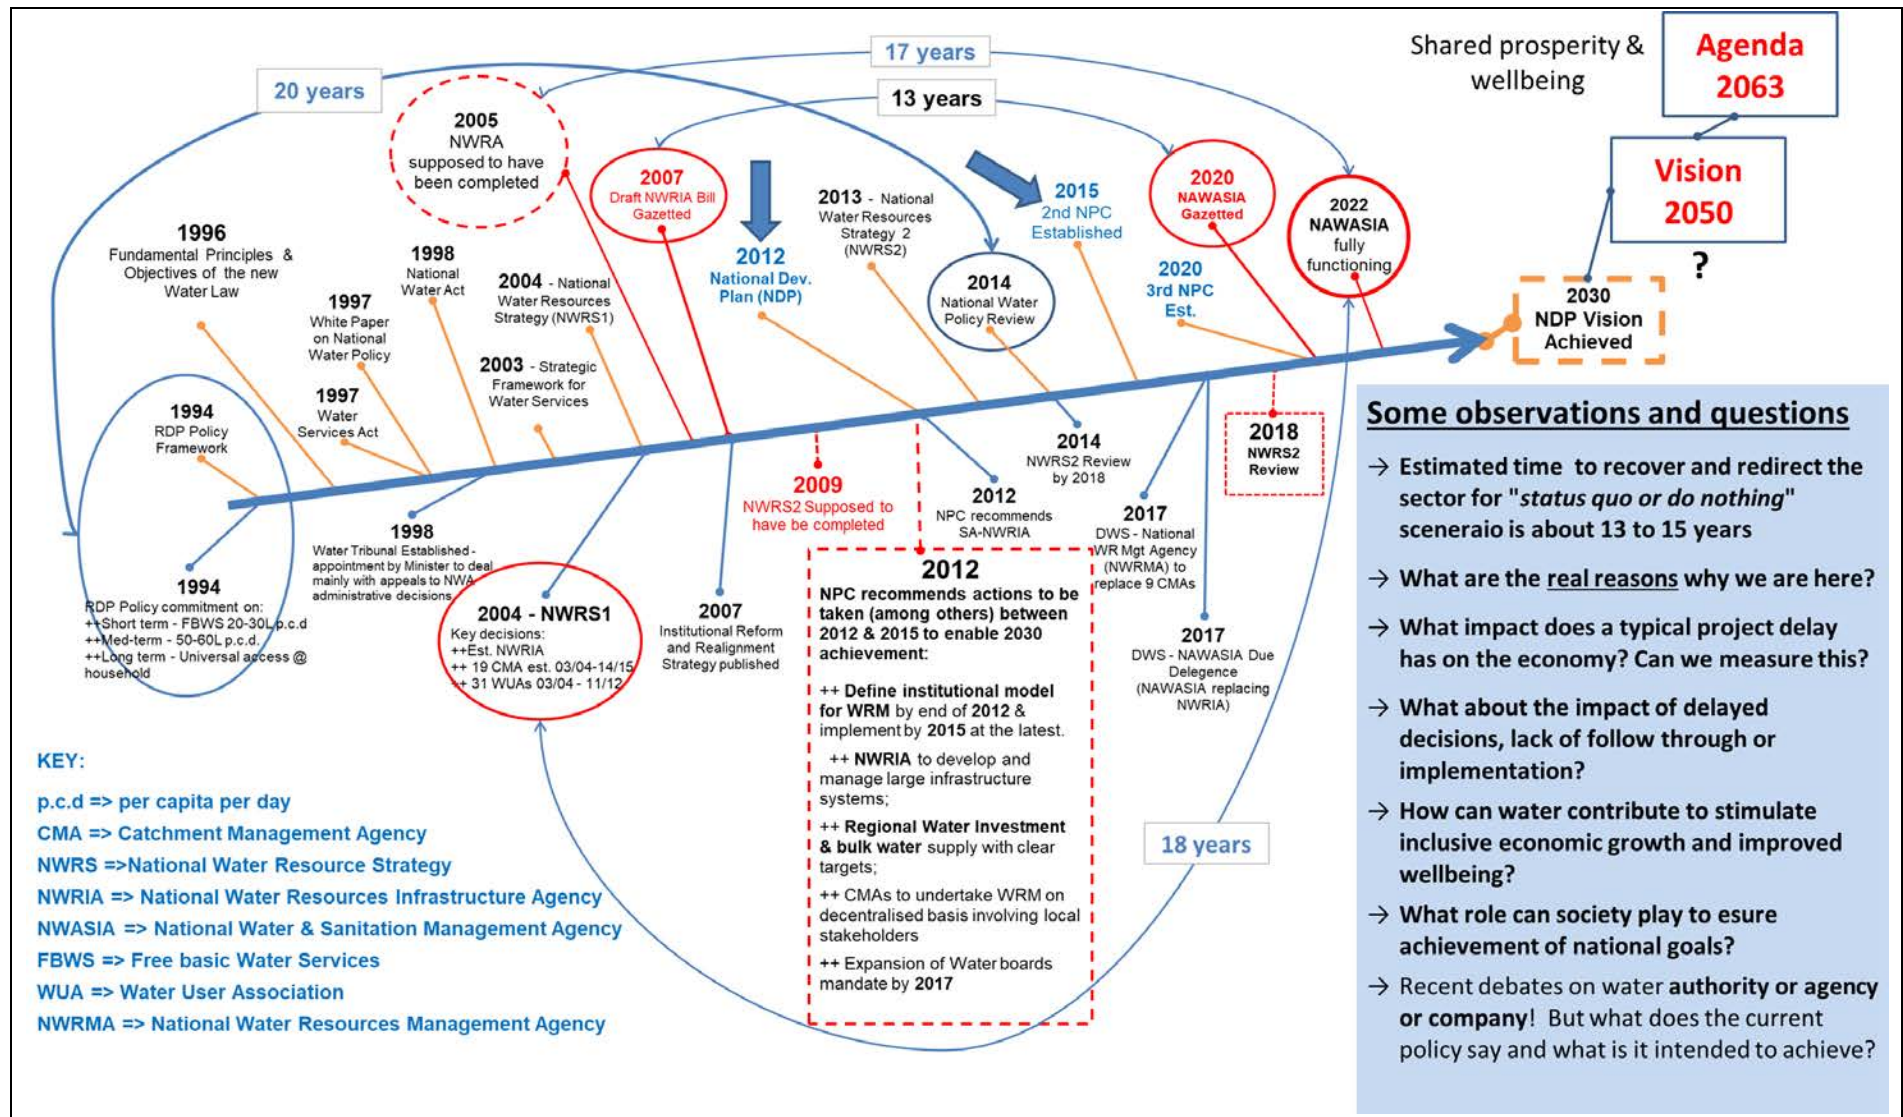 Shared prosperity &
wellbeing
Agenda
2063
Vision
2050
?
2030
NDP Vision
Achieved
17 years
20 years
13 years
18 years
2005
NWRA
supposed to have
been completed
2007
Draft NWRIA Bill
Gazetted
1996
Fundamental Principles &
Objectives of the new
Water Law
1998
National
Water Act
1997
White Paper
on National
Water Policy
2004 - National
Water Resources
Strategy (NWRS1)
2012
National Dev.
Plan (NDP)
2013 - National
Water Resources
Strategy 2
(NWRS2)
2015
2nd NPC
Established
2020
NAWASIA
Gazetted
2022
NAWASIA
fully
functioning
2014
National Water
Policy Review
2020
3rd NPC
Est.
1994
RDP Policy
Framework
1997
Water
Services Act
2003 - Strategic
Framework for
Water Services
1994
RDP Policy commitment on:
++Short term - FBWS 20-30L p.c.d
++Med-term - 50-60L p.c.d.
++Long term - Universal access @
household
1998
Water Tribunal Established -
appointment by Minister to deal
mainly with appeals to NWA
administrative decisions
2004 - NWRS1
Key decisions:
++Est. NWRIA
++ 19 CMA est. 03/04-14/15
++ 31 WUAs 03/04 - 11/12
2007
Institutional Reform
and Realignment
Strategy published
2009
NWRS2 Supposed to
have be completed
2012
NPC recommends
SA-NWRIA
2014
NWRS2 Review
by 2018
2017
DWS - National
WR Mgt Agency
(NWRMA) to
replace 9 CMAs
2017
DWS - NAWASIA Due
Delegence
(NAWASIA replacing
NWRIA)
2018
NWRS2
Review
2012
NPC recommends actions to be
taken (among others) between
2012 & 2015 to enable 2030
achievement:
++ Define institutional model
for WRM by end of 2012 &
implement by 2015 at the latest.
++ NWRIA to develop and
manage large infrastructure
systems;
++ Regional Water Investment
& bulk water supply with clear
targets;
++ CMAs to undertake WRM on
decentralised basis involving local
stakeholders
++ Expansion of Water boards
mandate by 2017
KEY:
p.c.d => per capita per day
CMA => Catchment Management Agency
NWRS =>National Water Resource Strategy
NWRIA => National Water Resources Infrastructure Agency
NWASIA => National Water & Sanitation Management Agency
FBWS => Free basic Water Services
WUA => Water User Association
NWRMA => National Water Resources Management Agency
Some observations and questions
→ Estimated time to recover and redirect the
sector for "status quo or do nothing"
sceneraio is about 13 to 15 years
→ What are the real reasons why we are here?
→ What impact does a typical project delay
has on the economy? Can we measure this?
→ What about the impact of delayed
decisions, lack of follow through or
implementation?
→ How can water contribute to stimulate
inclusive economic growth and improved
wellbeing?
→ What role can society play to esure
achievement of national goals?
→ Recent debates on water authority or agency
or company! But what does the current
policy say and what is it intended to achieve?